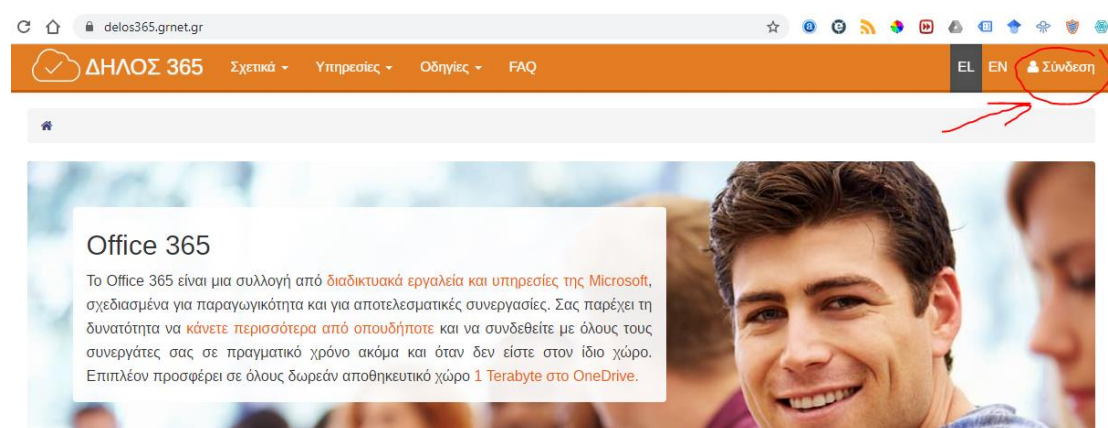 delos365.grnet.gr
ΔΗΛΟΣ 365 Σχετικά Υπηρεσίες Οδηγίες FAQ EL EN Σύνδεση
Office 365
Το Office 365 είναι μια συλλογή από διαδικτυακά εργαλεία και υπηρεσίες της Microsoft,
σχεδιασμένα για παραγωγικότητα και για αποτελεσματικές συνεργασίες. Σας παρέχει τη
δυνατότητα να κάνετε περισσότερα από οπουδήποτε και να συνδεθείτε με όλους τους
συνεργάτες σας σε πραγματικό χρόνο ακόμα και όταν δεν είστε στον ίδιο χώρο.
Επιπλέον προσφέρει σε όλους δωρεάν αποθηκευτικό χώρο 1 Terabyte στο OneDrive.